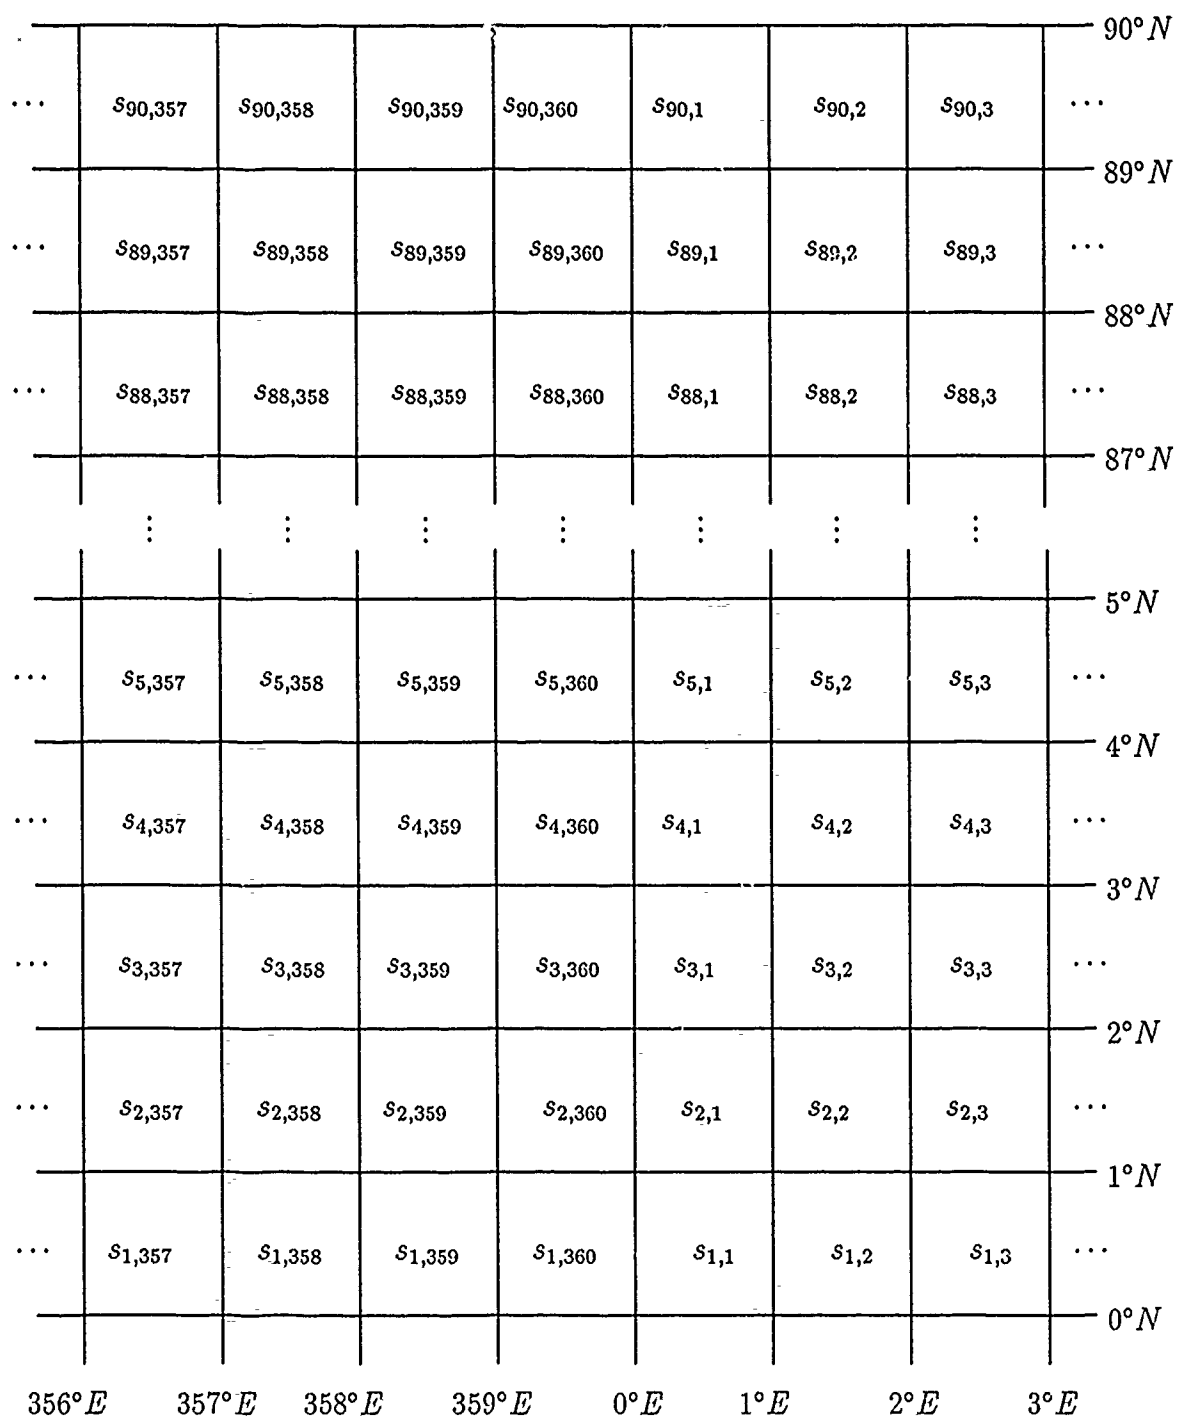 90°N
··· s90,357 s90,358 s90,359 s90,360 s90,1 s90,2 s90,3 ···
89°N
··· s89,357 s89,358 s89,359 s89,360 s89,1 s89,2 s89,3 ···
88°N
··· s88,357 s88,358 s88,359 s88,360 s88,1 s88,2 s88,3 ···
87°N
⋮ ⋮ ⋮ ⋮ ⋮ ⋮ ⋮
5°N
··· s5,357 s5,358 s5,359 s5,360 s5,1 s5,2 s5,3 ···
4°N
··· s4,357 s4,358 s4,359 s4,360 s4,1 s4,2 s4,3 ···
3°N
··· s3,357 s3,358 s3,359 s3,360 s3,1 s3,2 s3,3 ···
2°N
··· s2,357 s2,358 s2,359 s2,360 s2,1 s2,2 s2,3 ···
1°N
··· s1,357 s1,358 s1,359 s1,360 s1,1 s1,2 s1,3 ···
0°N
356°E 357°E 358°E 359°E 0°E 1°E 2°E 3°E